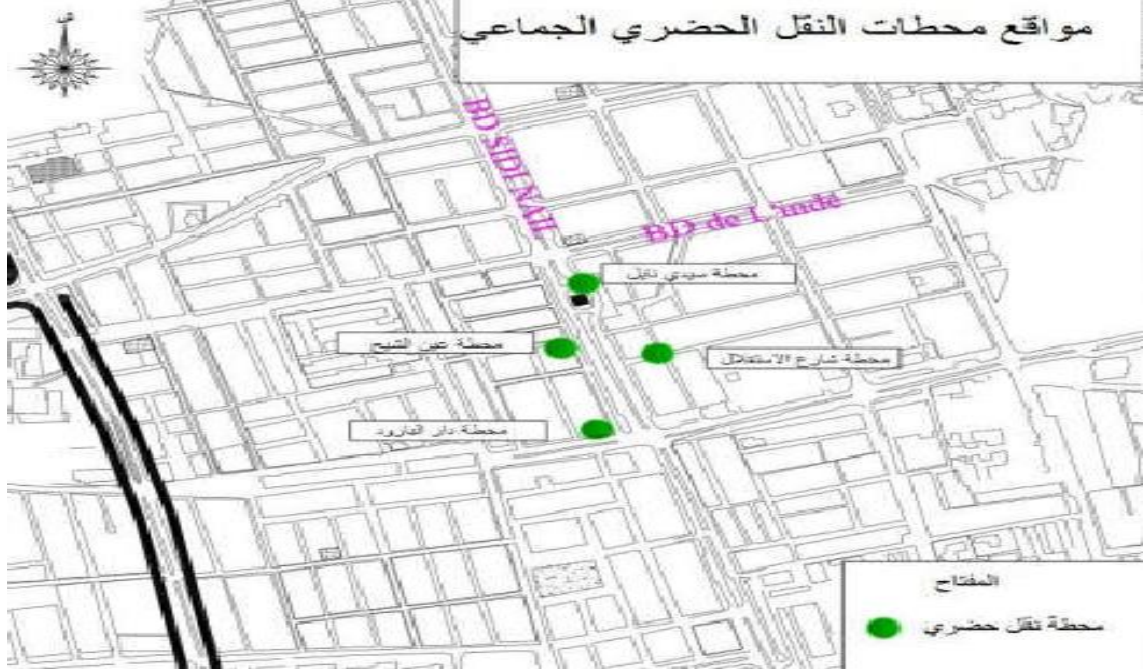 مواقع محطات النقل الحضري الجماعي
ش
BD SIDI NAIL
BD de L'indé
محطة سيدي نايل
محطة عين الشيح
محطة شارع الاستقلال
محطة دار البارود
المفتاح
محطة نقل حضري